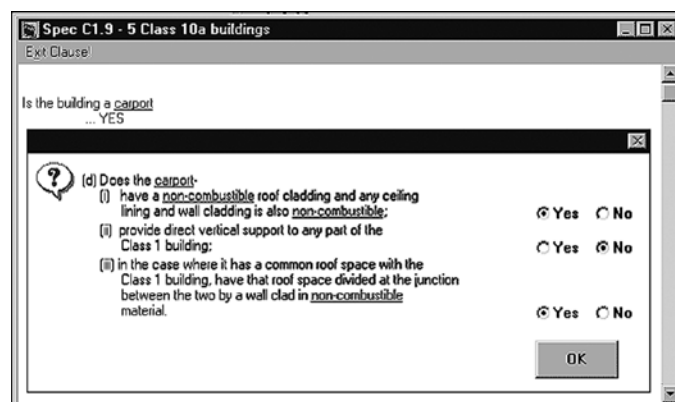 Spec C1.9 - 5 Class 10a buildings
Ext Clause!
Is the building a carport
... YES
(d) Does the carport-
(i) have a non-combustible roof cladding and any ceiling
lining and wall cladding is also non-combustible; Yes No
(ii) provide direct vertical support to any part of the
Class 1 building; Yes No
(iii) in the case where it has a common roof space with the
Class 1 building, have that roof space divided at the junction
between the two by a wall clad in non-combustible
material. Yes No
OK